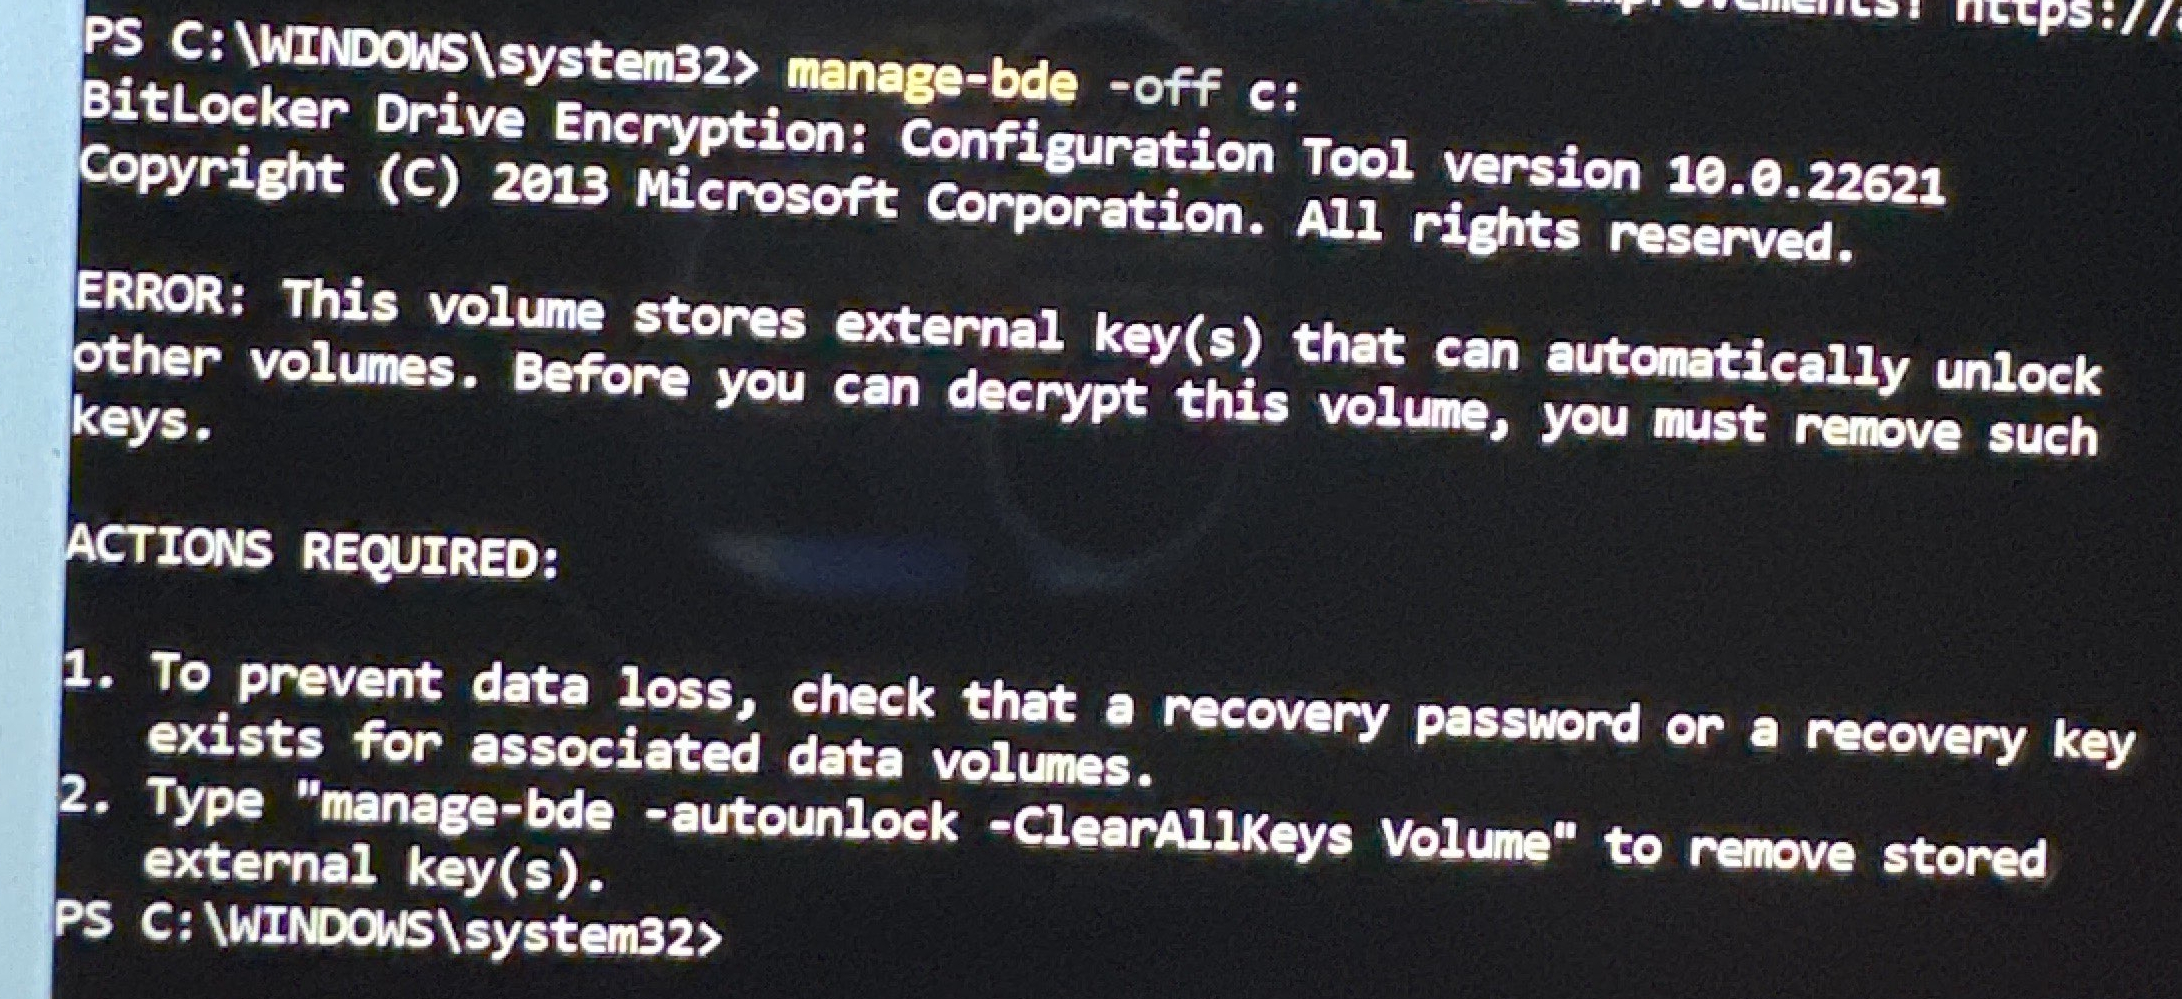 https://
PS C:\WINDOWS\system32> manage-bde -off c:
BitLocker Drive Encryption: Configuration Tool version 10.0.22621
Copyright (C) 2013 Microsoft Corporation. All rights reserved.
ERROR: This volume stores external key(s) that can automatically unlock
other volumes. Before you can decrypt this volume, you must remove such
keys.
ACTIONS REQUIRED:
1. To prevent data loss, check that a recovery password or a recovery key
exists for associated data volumes.
2. Type "manage-bde -autounlock -ClearAllKeys Volume" to remove stored
external key(s).
PS C:\WINDOWS\system32>